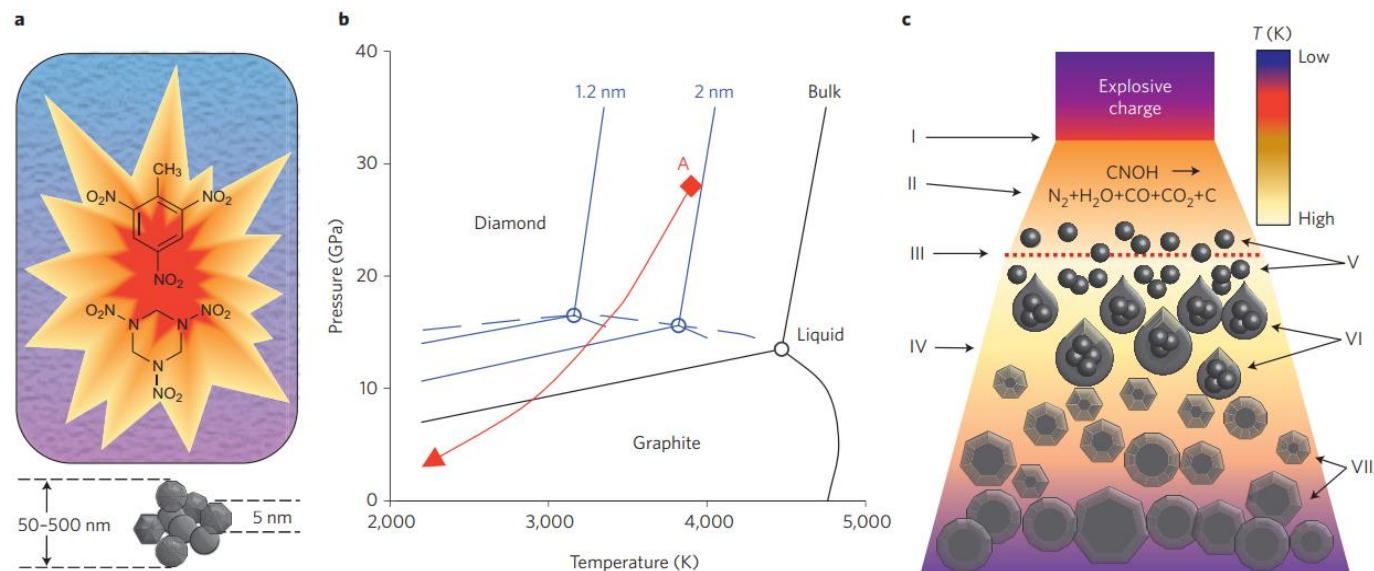 a
CH3
O2N
NO2
NO2
O2N
NO2
N
N
N
NO2
50–500 nm
5 nm
b
40
30
20
10
0
Pressure (GPa)
1.2 nm
2 nm
Bulk
A
Diamond
Liquid
Graphite
2,000
3,000
4,000
5,000
Temperature (K)
c
T (K)
Low
High
Explosive
charge
CNOH
N2+H2O+CO+CO2+C
I
II
III
IV
V
VI
VII